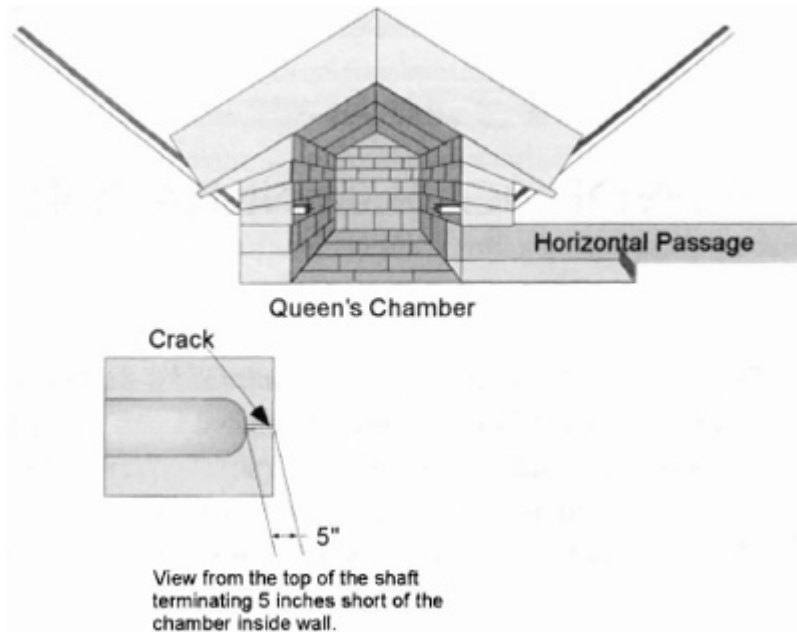 Horizontal Passage
Queen's Chamber
Crack
5"
View from the top of the shaft
terminating 5 inches short of the
chamber inside wall.